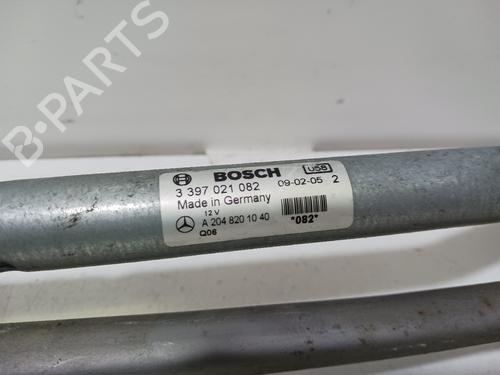 B-PARTS
BOSCH u58
3 397 021 082 09-02-05 2
Made in Germany
12 V
A 204 820 10 40 "082"
Q06